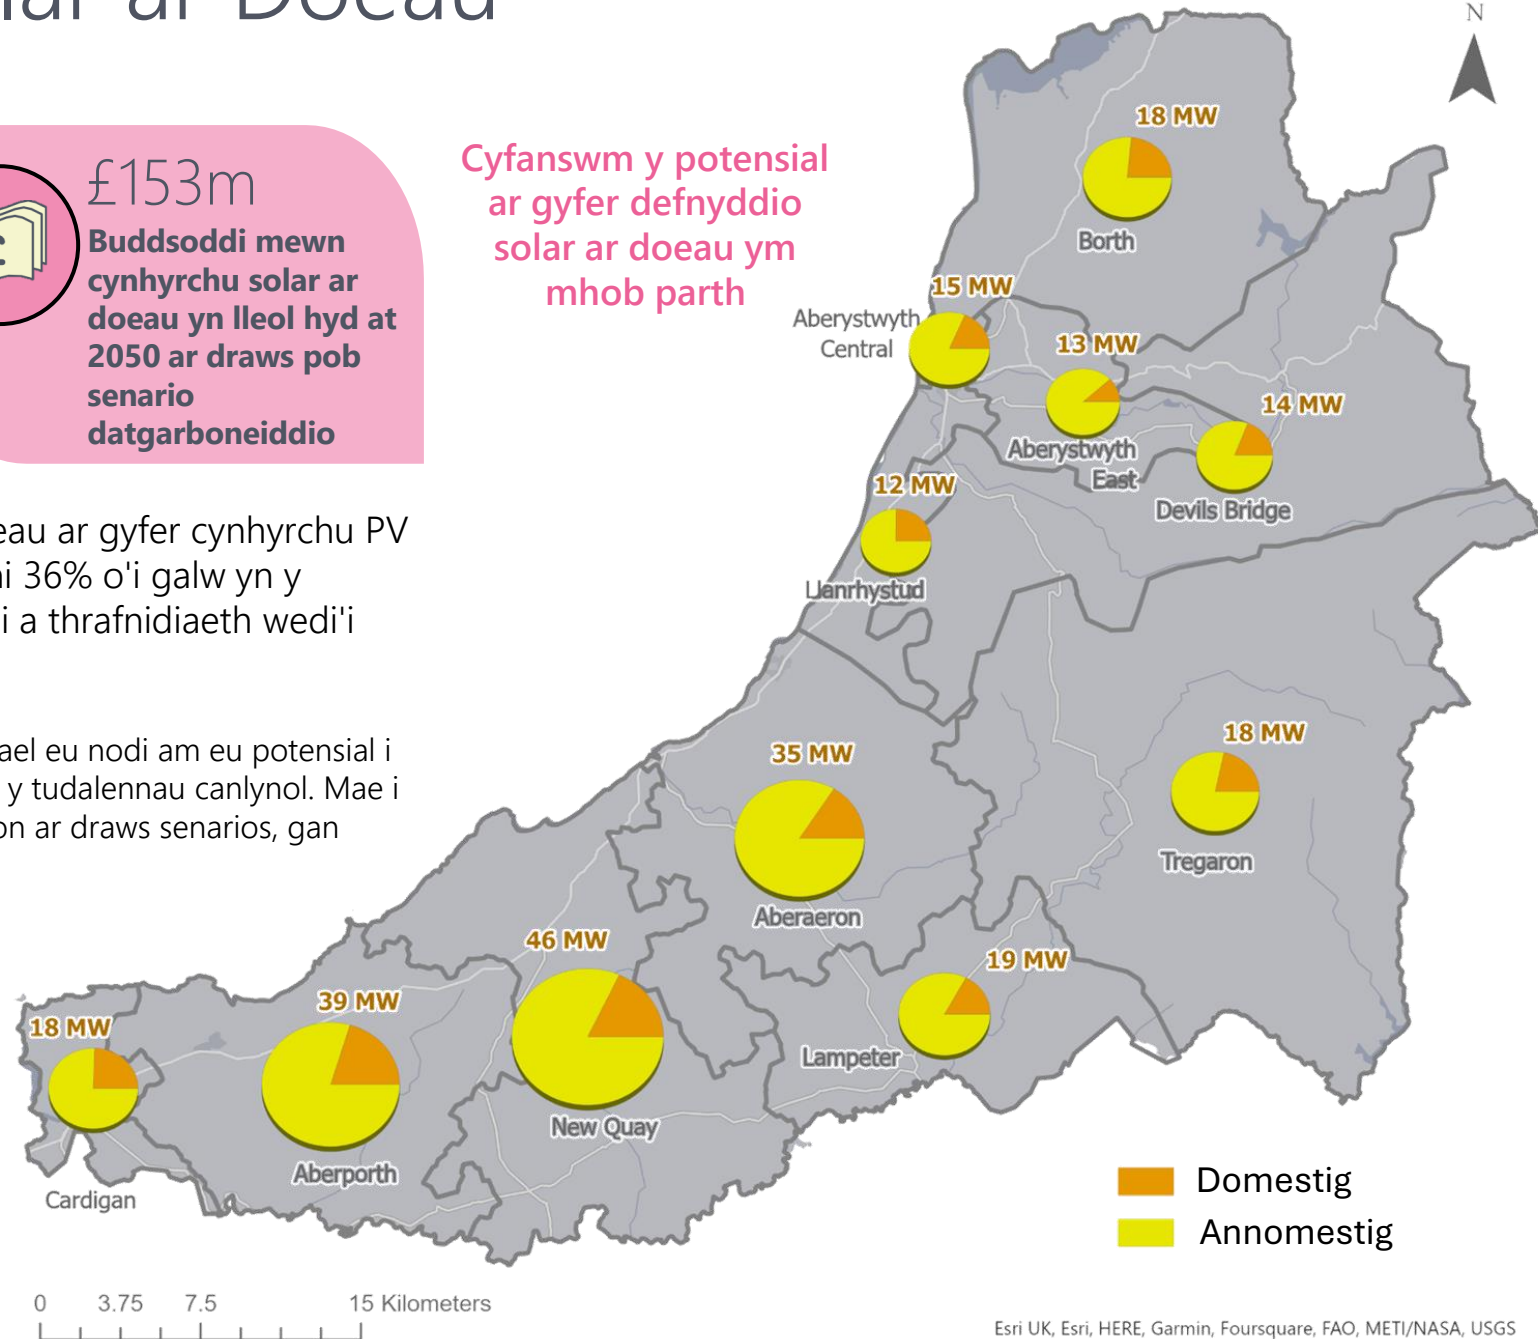 ar Doeau
£153m
Buddsoddi mewn
cynhyrchu solar ar
doeau yn lleol hyd at
2050 ar draws pob
senario
datgarboneiddio
Cyfanswm y potensial
ar gyfer defnyddio
solar ar doeau ym
mhob parth
ar gyfer cynhyrchu PV
36% o'i galw yn y
a thrafnidiaeth wedi'i
eu nodi am eu potensial i
y tudalennau canlynol. Mae i
ar draws senarios, gan
N
18 MW
Borth
15 MW
Aberystwyth
Central
13 MW
Aberystwyth
East
14 MW
Devils Bridge
12 MW
Llanrhystud
35 MW
Aberaeron
18 MW
Tregaron
46 MW
New Quay
19 MW
Lampeter
39 MW
Aberporth
18 MW
Cardigan
Domestig
Annomestig
0 3.75 7.5 15 Kilometers
Esri UK, Esri, HERE, Garmin, Foursquare, FAO, METI/NASA, USGS